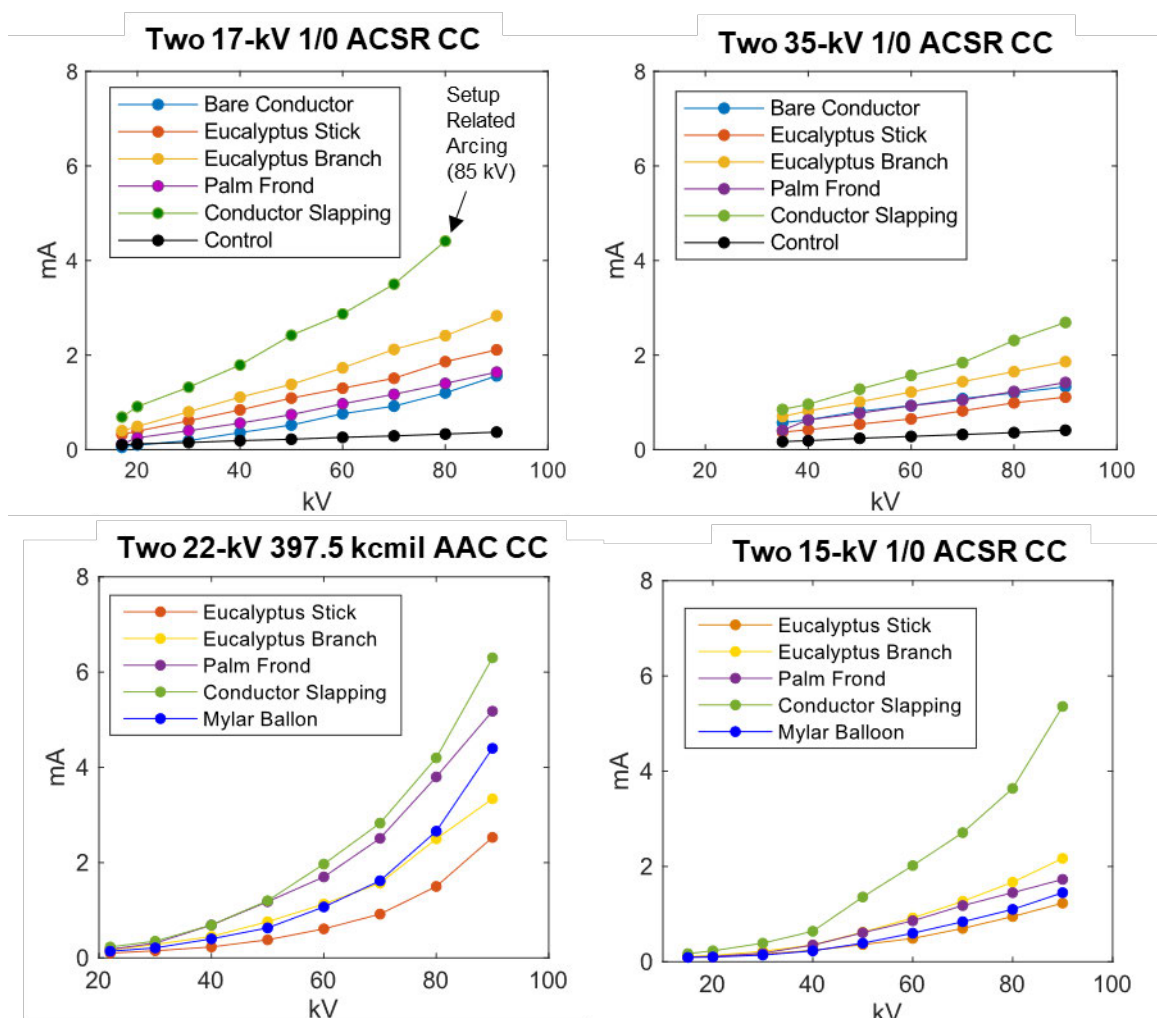 Two 17-kV 1/0 ACSR CC
8
6
4
2
0
mA
20
40
60
80
100
kV
Bare Conductor
Eucalyptus Stick
Eucalyptus Branch
Palm Frond
Conductor Slapping
Control
Setup
Related
Arcing
(85 kV)
Two 35-kV 1/0 ACSR CC
8
6
4
2
0
mA
20
40
60
80
100
kV
Bare Conductor
Eucalyptus Stick
Eucalyptus Branch
Palm Frond
Conductor Slapping
Control
Two 22-kV 397.5 kcmil AAC CC
8
6
4
2
0
mA
20
40
60
80
100
kV
Eucalyptus Stick
Eucalyptus Branch
Palm Frond
Conductor Slapping
Mylar Ballon
Two 15-kV 1/0 ACSR CC
8
6
4
2
0
mA
20
40
60
80
100
kV
Eucalyptus Stick
Eucalyptus Branch
Palm Frond
Conductor Slapping
Mylar Balloon